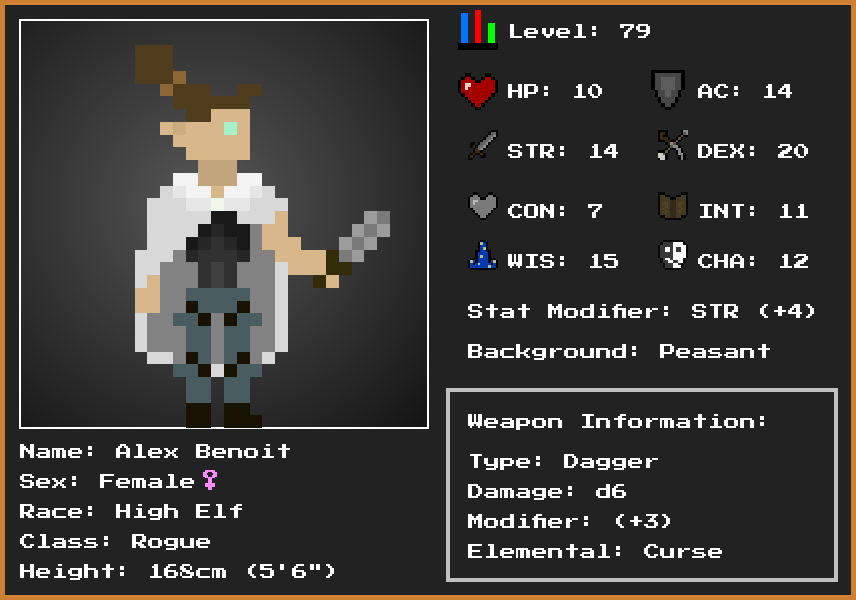 Level: 79
HP: 10
AC: 14
STR: 14
DEX: 20
CON: 7
INT: 11
WIS: 15
CHA: 12
Stat Modifier: STR (+4)
Background: Peasant
Weapon Information:
Type: Dagger
Damage: d6
Modifier: (+3)
Elemental: Curse
Name: Alex Benoit
Sex: Female♀
Race: High Elf
Class: Rogue
Height: 168cm (5'6")